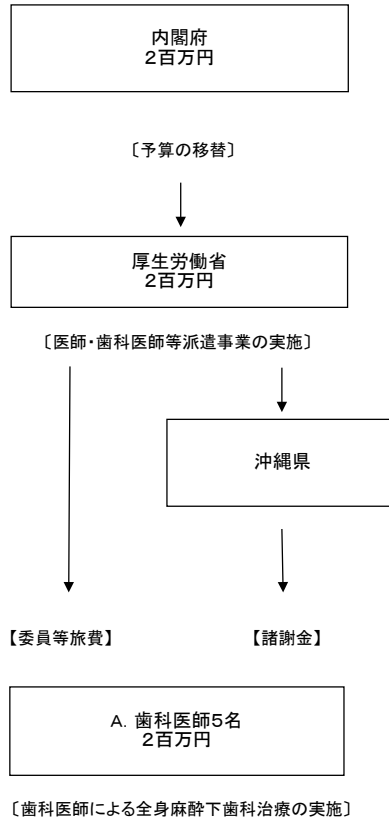 内閣府
2百万円
〔予算の移替〕
厚生労働省
2百万円
〔医師・歯科医師等派遣事業の実施〕
沖縄県
【委員等旅費】
【諸謝金】
A. 歯科医師5名
2百万円
〔歯科医師による全身麻酔下歯科治療の実施〕